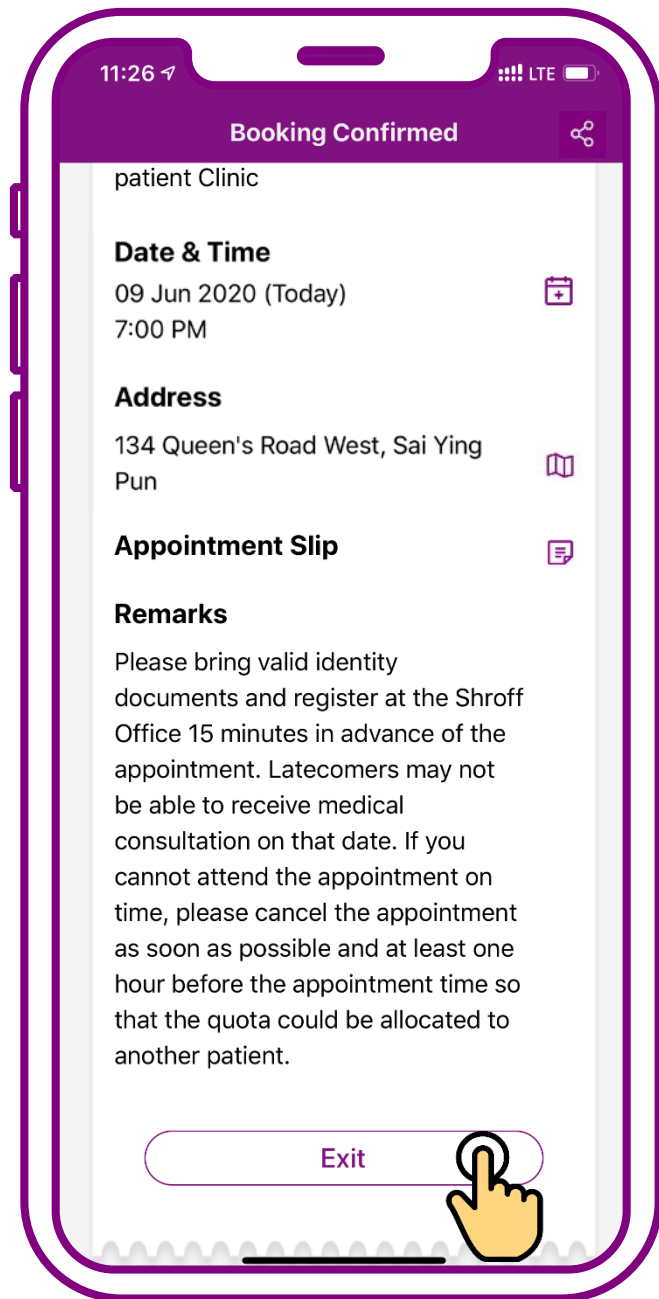 11:26
LTE
Booking Confirmed
patient Clinic
Date & Time
09 Jun 2020 (Today)
7:00 PM
Address
134 Queen's Road West, Sai Ying
Pun
Appointment Slip
Remarks
Please bring valid identity
documents and register at the Shroff
Office 15 minutes in advance of the
appointment. Latecomers may not
be able to receive medical
consultation on that date. If you
cannot attend the appointment on
time, please cancel the appointment
as soon as possible and at least one
hour before the appointment time so
that the quota could be allocated to
another patient.
Exit